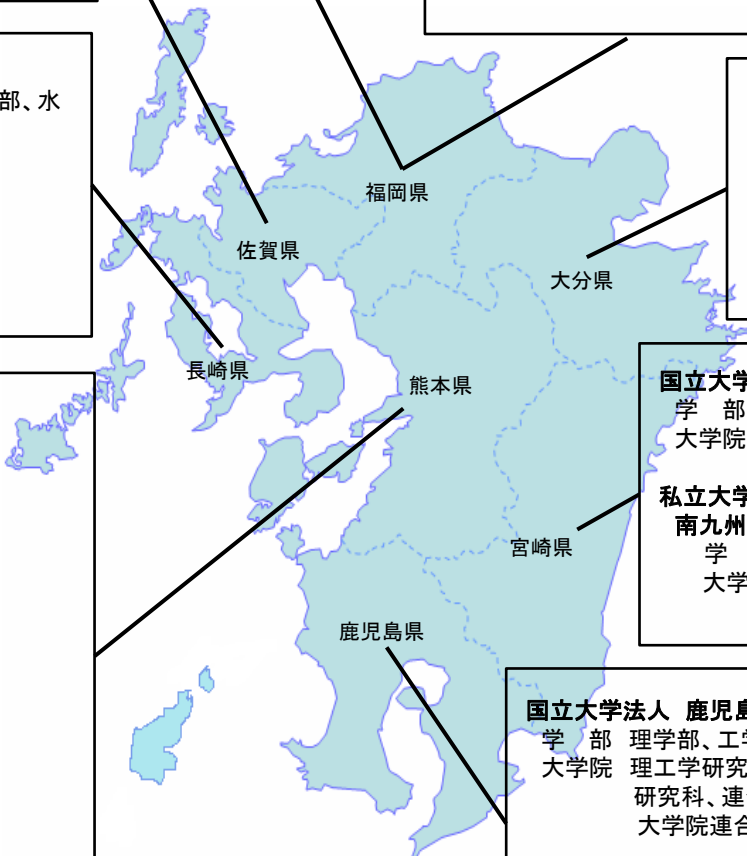 部、水
福岡県
佐賀県
大分県
長崎県
熊本県
国立大学
学 部
大学院
私立大学
南九州
学
大学
宮崎県
鹿児島県
国立大学法人 鹿児島
学 部 理学部、工学
大学院 理工学研究
研究科、連
大学院連合